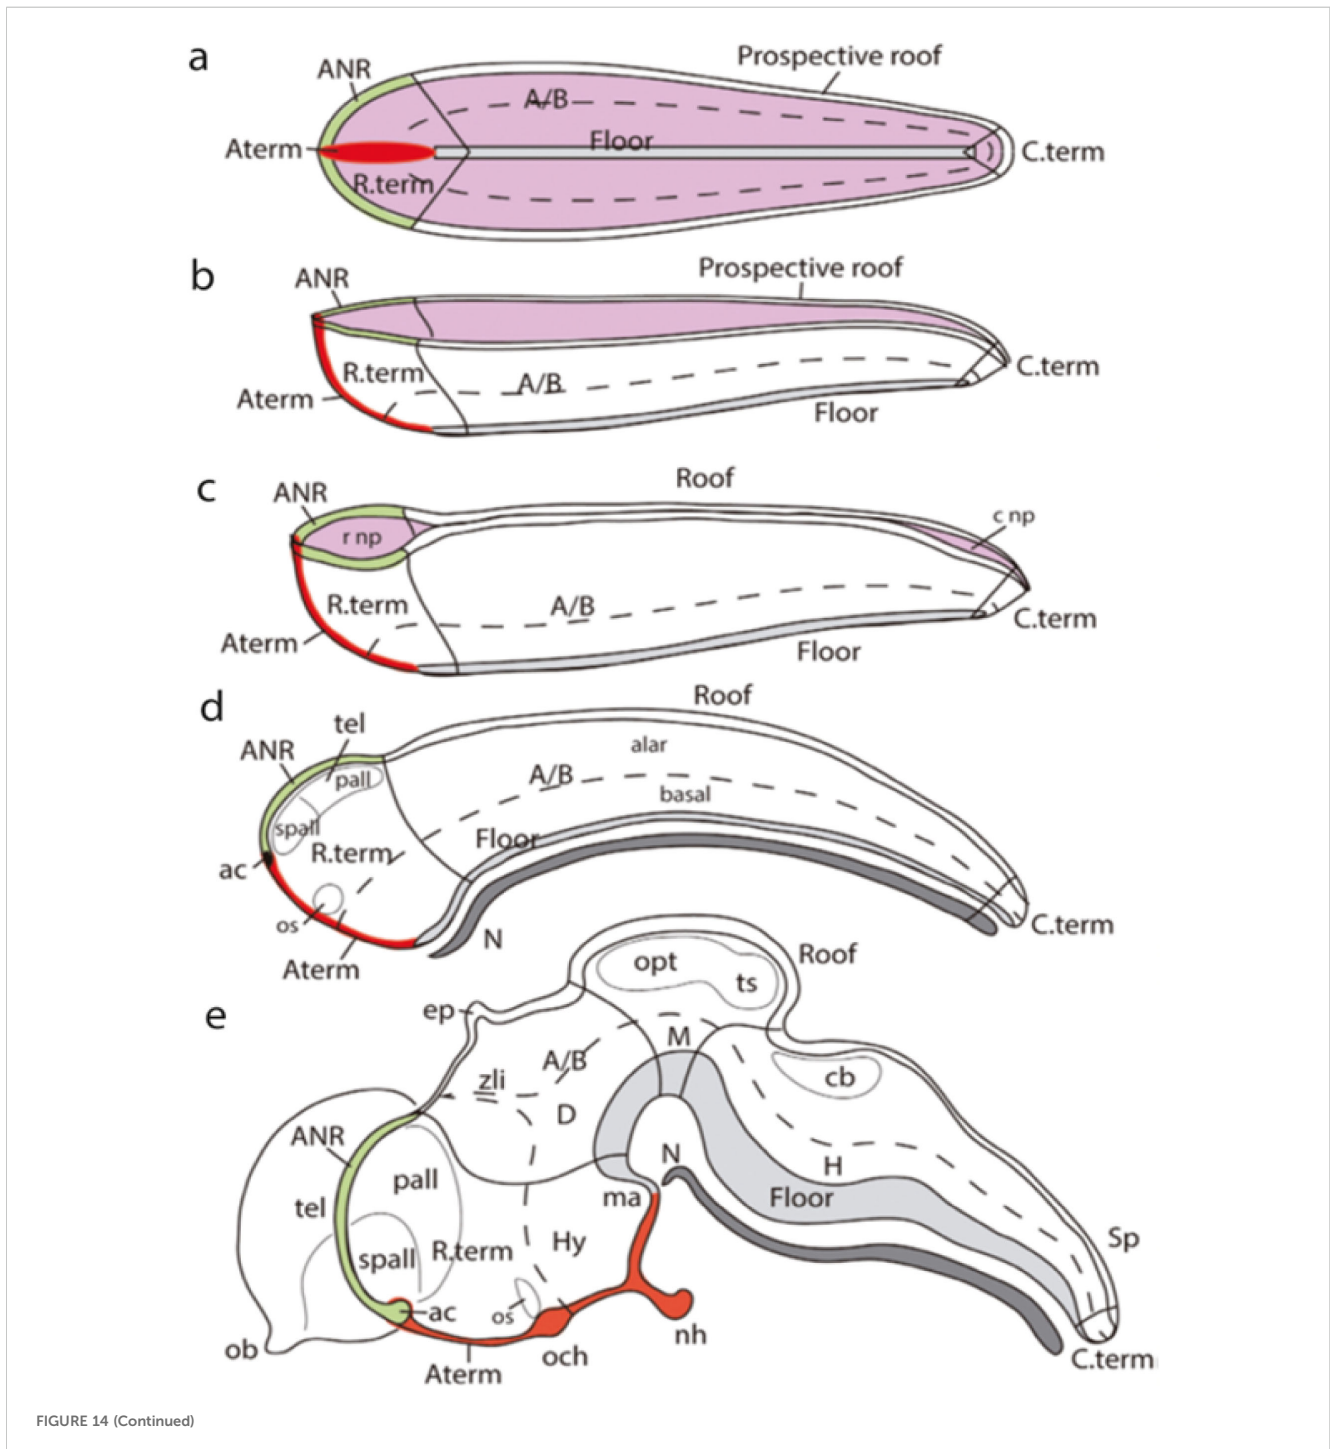 a
Prospective roof
ANR
A/B
Floor
Aterm
C.term
R.term
b
Prospective roof
ANR
R.term
A/B
C.term
Aterm
Floor
c
Roof
ANR
c np
r np
R.term
A/B
C.term
Aterm
Floor
d
Roof
tel
ANR
alar
pall
A/B
basal
spall
Floor
R.term
ac
os
N
C.term
Aterm
e
opt
Roof
ts
ep
M
A/B
zli
cb
D
ANR
N
H
pall
ma
Floor
tel
Hy
Sp
R.term
spall
ac
os
nh
ob
och
C.term
Aterm
FIGURE 14 (Continued)